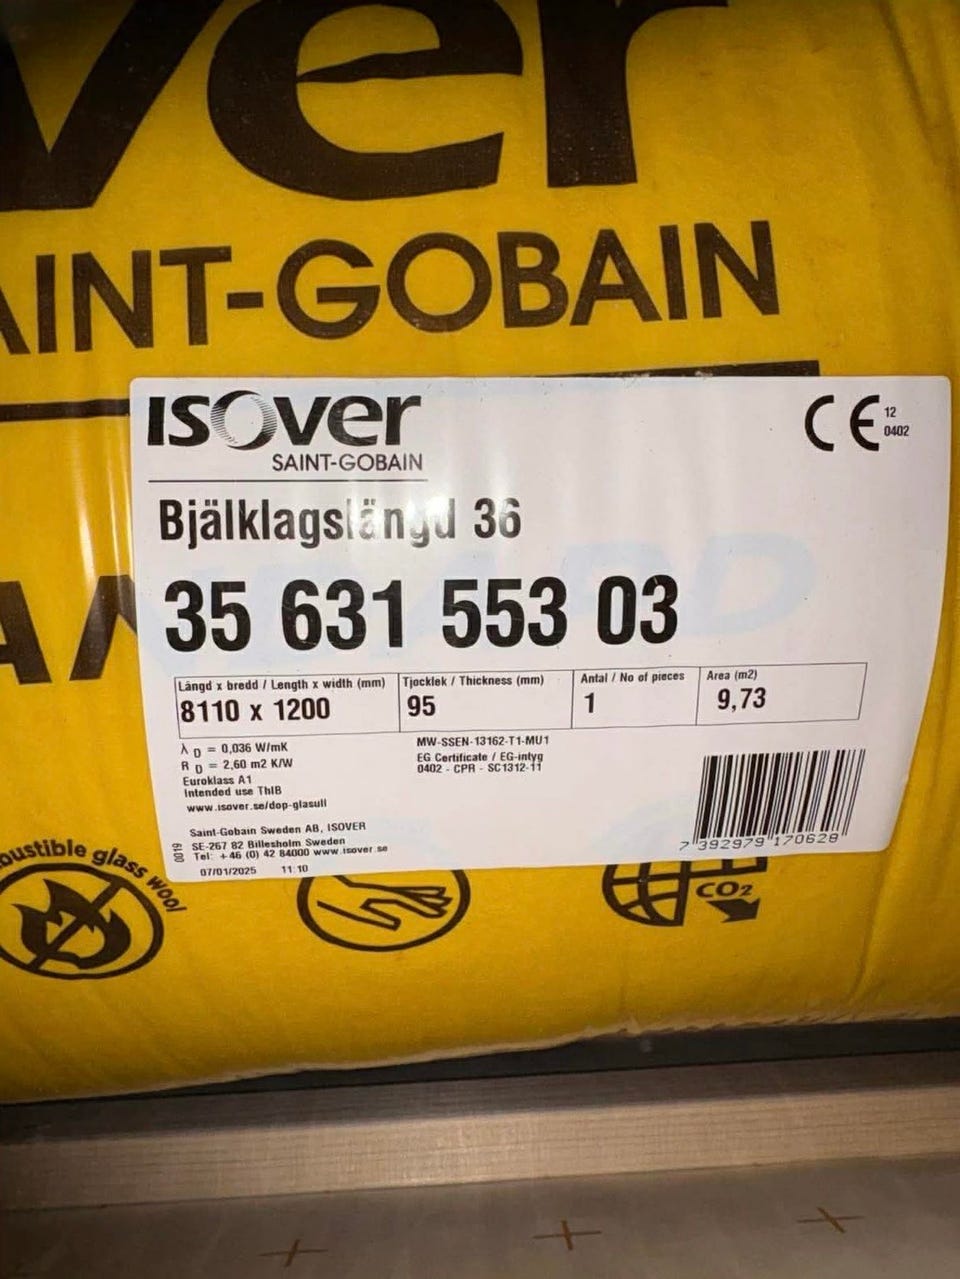 ver
AINT-GOBAIN
ISOver
SAINT-GOBAIN
CE 12
0402
Bjälklagslängd 36
35 631 553 03
Längd x bredd / Length x width (mm)
8110 x 1200
Tjocklek / Thickness (mm)
95
Antal / No of pieces
1
Area (m2)
9,73
λ D = 0,036 W/mK
R D = 2,60 m2 K/W
Euroklass A1
Intended use ThIB
www.isover.se/dop-glasull
MW-SSEN-13162-T1-MU1
EG Certificate / EG-intyg
0402 - CPR - SC1312-11
Saint-Gobain Sweden AB, ISOVER
SE-267 82 Billesholm Sweden
Tel: +46 (0) 42 84000 www.isover.se
07/01/2025 11:10
0019
7 392979 170628
bustible glass wool
CO2